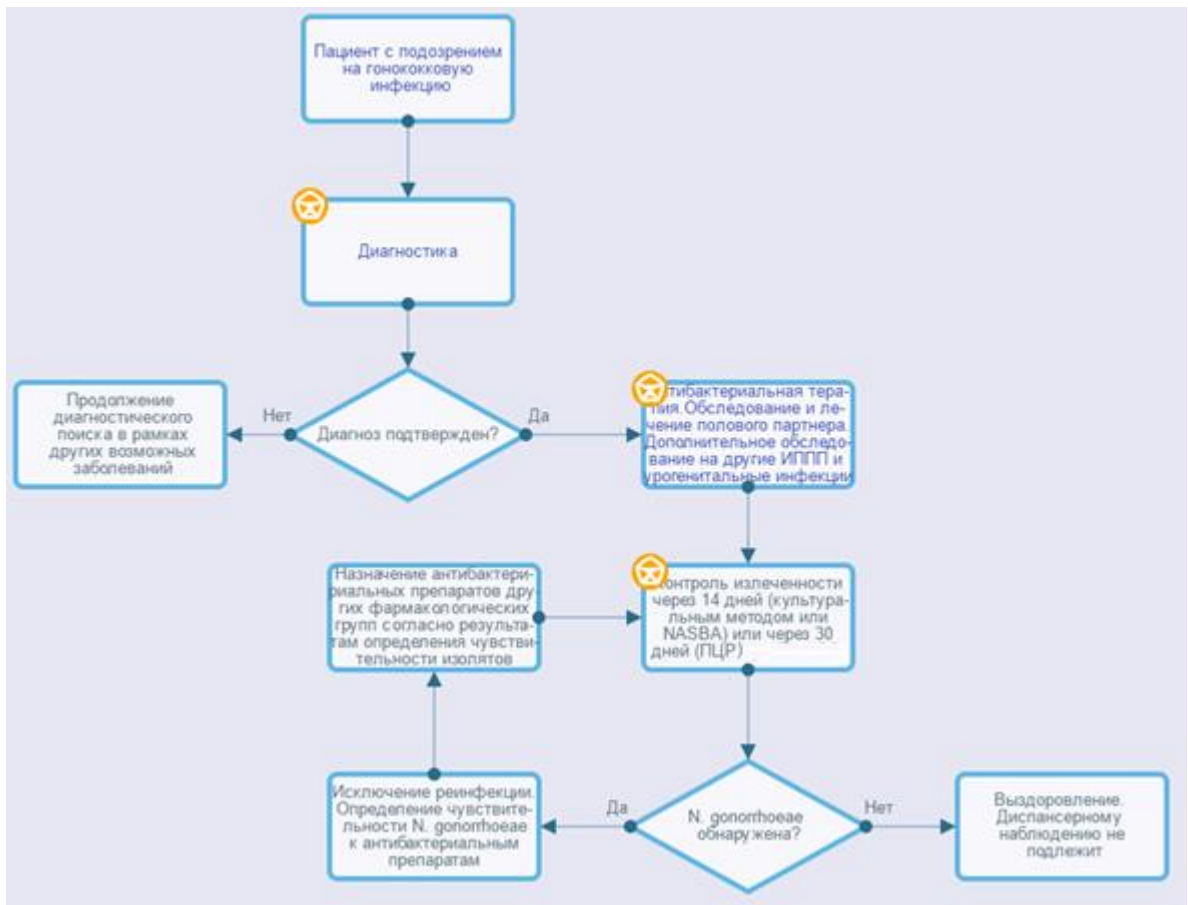 Пациент с подозрением
на гонококковую
инфекцию
Диагностика
Диагноз подтвержден?
Нет
Да
Продолжение
диагностического
поиска в рамках
других возможных
заболеваний
тибактериальная тера-
пия.Обследование и ле-
чение полового партнера.
Дополнительное обследо-
вание на другие ИППП и
урогенитальные инфекции
Назначение антибактери-
риальных препаратов дру-
гих фармакологических
групп согласно результа-
там определения чувстви-
тельности изолятов
онтроль излеченности
через 14 дней (культура-
льным методом или
NASBA) или через 30
дней (ПЦР)
Исключение реинфекции.
Определение чувствите-
льности N. gonorrhoeae
к антибактериальным
препаратам
Да
N. gonorrhoeae
обнаружена?
Нет
Выздоровление.
Диспансерному
наблюдению не
подлежит